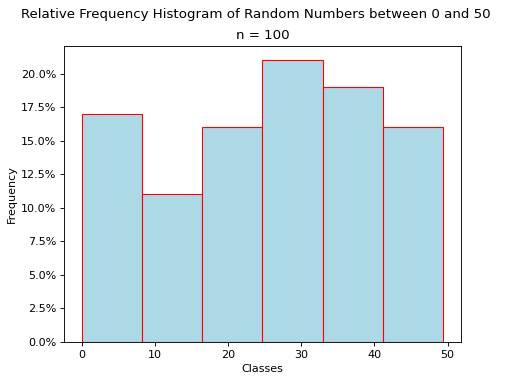 Relative Frequency Histogram of Random Numbers between 0 and 50
n = 100
20.0%
17.5%
15.0%
12.5%
10.0%
7.5%
5.0%
2.5%
0.0%
Frequency
0 10 20 30 40 50
Classes